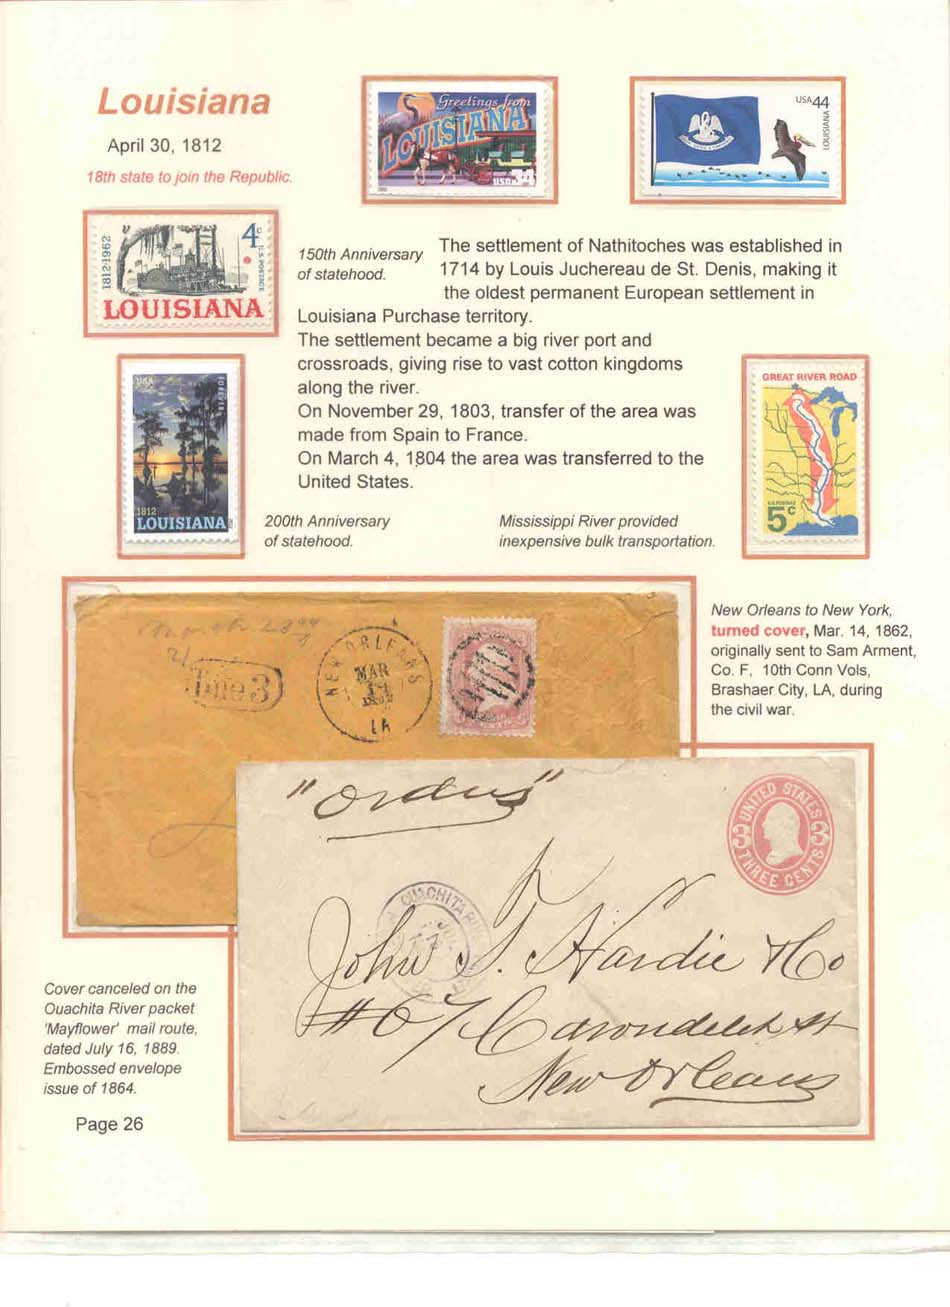 Louisiana
April 30, 1812
18th state to join the Republic.
Greetings from
LOUISIANA
USA 34
USA44
LOUISIANA
1812-1962
4c
U.S. POSTAGE
LOUISIANA
150th Anniversary
of statehood.
The settlement of Nathitoches was established in
1714 by Louis Juchereau de St. Denis, making it
the oldest permanent European settlement in
Louisiana Purchase territory.
The settlement became a big river port and
crossroads, giving rise to vast cotton kingdoms
along the river.
On November 29, 1803, transfer of the area was
made from Spain to France.
On March 4, 1804 the area was transferred to the
United States.
USA
FOREVER
1812
LOUISIANA
200th Anniversary
of statehood.
Mississippi River provided
inexpensive bulk transportation.
GREAT RIVER ROAD
U.S. POSTAGE
5c
New Orleans to New York,
turned cover, Mar. 14, 1862,
originally sent to Sam Arment,
Co. F, 10th Conn Vols,
Brashaer City, LA, during
the civil war.
March 28
Due 3
NEW ORLEANS
MAR
LA
"Orders"
UNITED STATES
3 3
THREE CENTS
OUACHITA RIV
John T. Hardie & Co
#67 Carondelet St
New Orleans
Cover canceled on the
Ouachita River packet
'Mayflower' mail route,
dated July 16, 1889.
Embossed envelope
issue of 1864.
Page 26